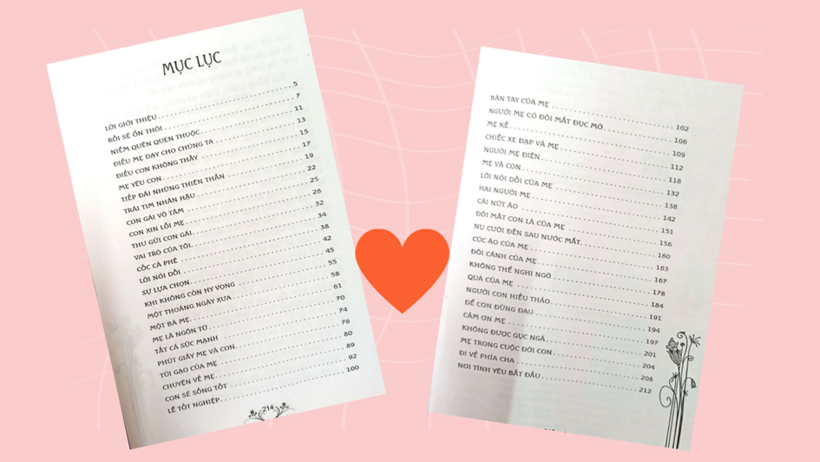 MỤC LỤC
LỜI GIỚI THIỆU 5
RỒI SẼ ỔN THÔI 7
NIỀM QUÊN QUEN THUỘC 11
ĐIỀU MẸ DẠY CHO CHÚNG TA 13
ĐIỀU CON KHÔNG THẤY 15
MẸ YÊU CON 17
TIẾP ĐÃI NHỮNG THIÊN THẦN 19
TRÁI TIM NHÂN HẬU 22
CON GÁI VÔ TÂM 25
CON XIN LỖI MẸ 28
THƯ GỬI CON GÁI 32
VAI TRÒ CỦA TÔI 34
CỐC CÀ PHÊ 38
LỜI NÓI DỐI 42
SỰ LỰA CHỌN 45
KHI KHÔNG CÒN HY VỌNG 55
MỘT THOÁNG NGÀY XƯA 58
MỘT BÀ MẸ 61
MẸ LÀ NGÔN TỪ 70
TẤT CẢ SỨC MẠNH 74
PHÚT GIÂY MẸ VÀ CON 76
TÚI GẠO CỦA MẸ 80
CHUYỆN VỀ MẸ 89
CON SẼ SỐNG TỐT 92
LỄ TỐT NGHIỆP 100
214
BÀN TAY CỦA MẸ 102
NGƯỜI MẸ CÓ ĐÔI MẮT ĐỤC MỜ 106
MẸ KẾ 109
CHIẾC XE ĐẠP VÀ MẸ 112
NGƯỜI MẸ ĐIÊN 118
MẸ VÀ CON 132
LỜI NÓI DỐI CỦA MẸ 138
HAI NGƯỜI MẸ 142
CÁI NÚT ÁO 151
ĐÔI MẮT CON LÀ CỦA MẸ 156
NỤ CƯỜI ĐẾN SAU NƯỚC MẮT 160
CÚC ÁO CỦA MẸ 163
ĐÔI CÁNH CỦA MẸ 167
KHÔNG THỂ NGHI NGỜ 178
QUÀ CỦA MẸ 184
NGƯỜI CON HIẾU THẢO 191
ĐỂ CON ĐỪNG ĐAU 194
CẢM ƠN MẸ 197
KHÔNG ĐƯỢC GỤC NGÃ 201
MẸ TRONG CUỘC ĐỜI CON 204
ĐI VỀ PHÍA CHA 208
NƠI TÌNH YÊU BẮT ĐẦU 212